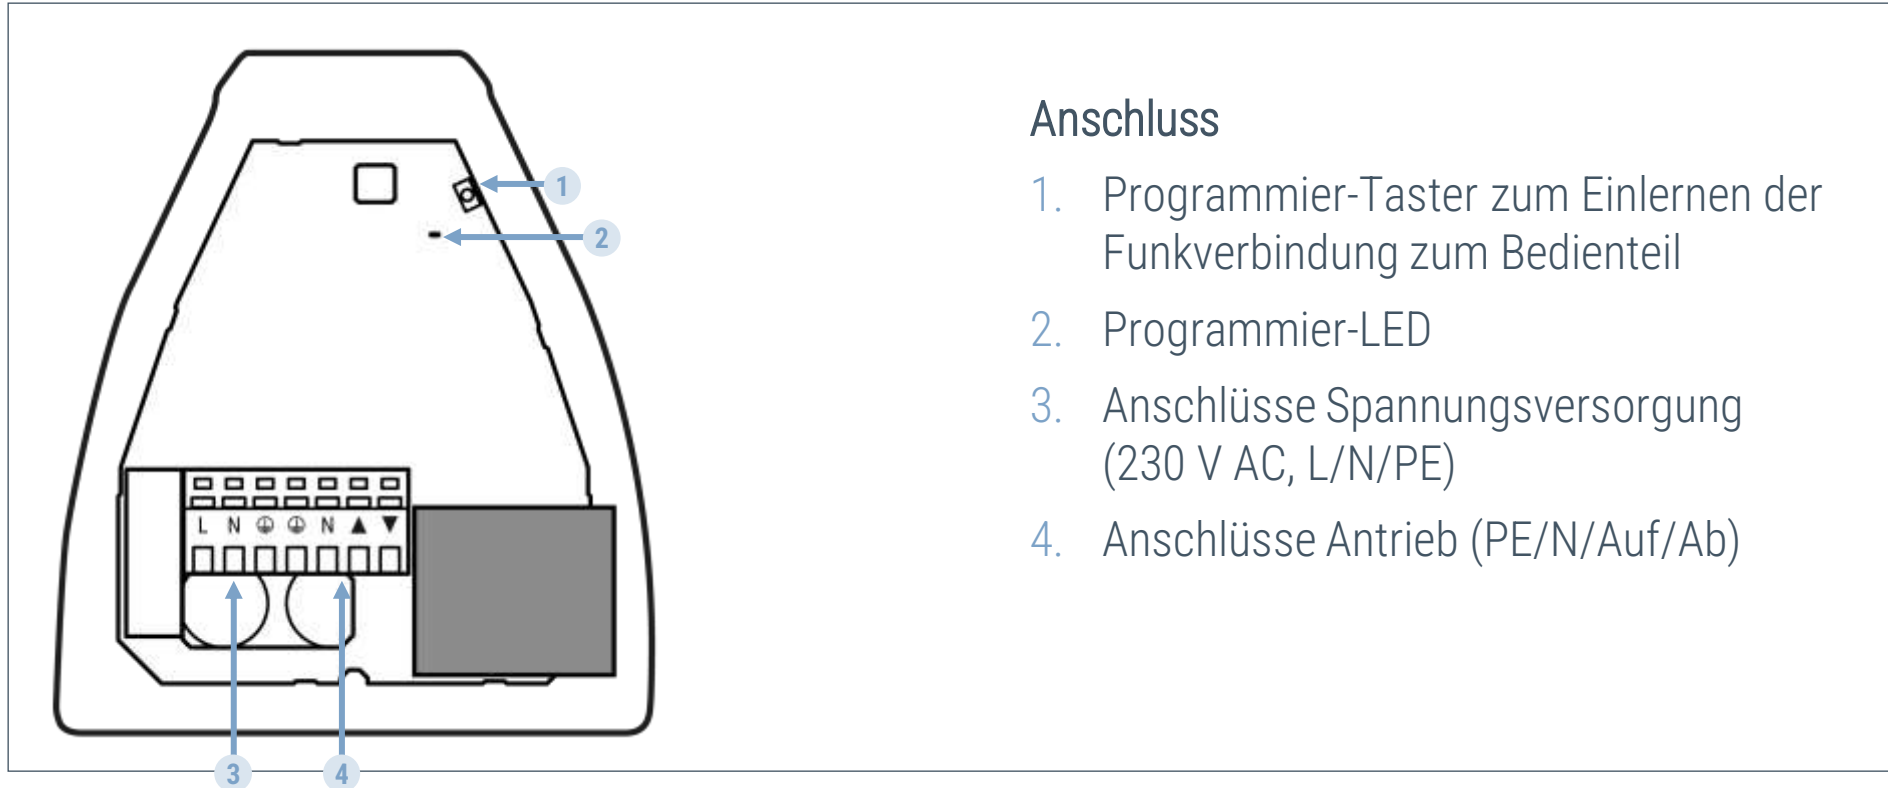 Anschluss
1. Programmier-Taster zum Einlernen der
Funkverbindung zum Bedienteil
2. Programmier-LED
3. Anschlüsse Spannungsversorgung
(230 V AC, L/N/PE)
4. Anschlüsse Antrieb (PE/N/Auf/Ab)
1
2
L N ⏚ ⏚ N ▲ ▼
3
4